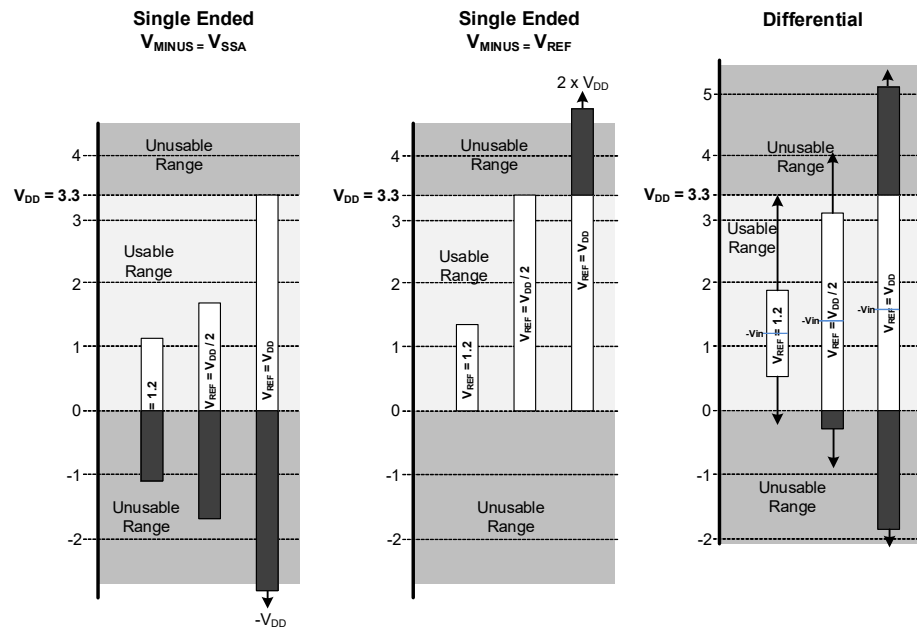 Single Ended
VMINUS = VSSA
4
Unusable
Range
VDD = 3.3
3
Usable
Range
2
1
0
-1
-2
= 1.2
VREF = VDD / 2
VREF = VDD
Unusable
Range
-VDD
Single Ended
VMINUS = VREF
2 x VDD
4
Unusable
Range
VDD = 3.3
3
Usable
Range
2
1
0
-1
-2
VREF = 1.2
VREF = VDD / 2
VREF = VDD
Unusable
Range
Differential
5
4
Unusable
Range
VDD = 3.3
3
Usable
Range
2
1
0
-1
-2
-Vin
VREF = 1.2
-Vin
VREF = VDD / 2
-Vin
VREF = VDD
Unusable
Range